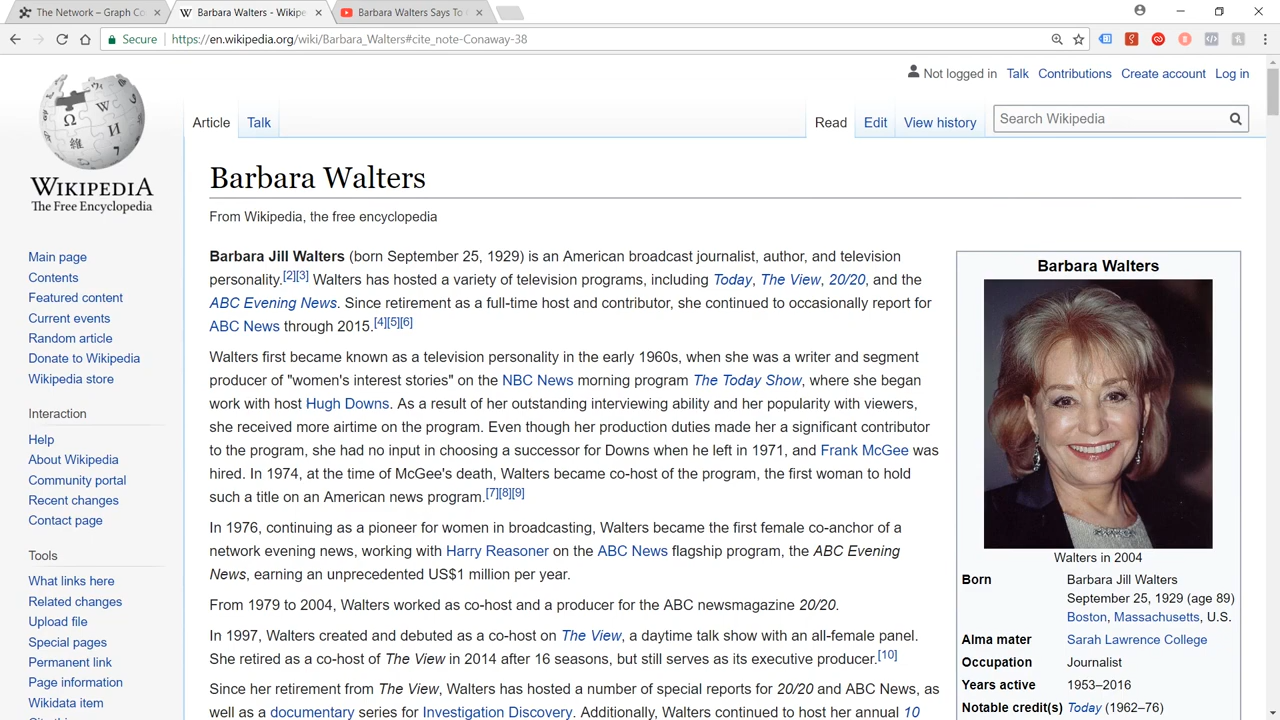 The Network – Graph Co
Barbara Walters - Wikipe
Barbara Walters Says To
Secure
https://en.wikipedia.org/wiki/Barbara_Walters#cite_note-Conaway-38
Not logged in Talk Contributions Create account Log in
Article Talk Read Edit View history Search Wikipedia
WIKIPEDIA
The Free Encyclopedia
Main page
Contents
Featured content
Current events
Random article
Donate to Wikipedia
Wikipedia store
Interaction
Help
About Wikipedia
Community portal
Recent changes
Contact page
Tools
What links here
Related changes
Upload file
Special pages
Permanent link
Page information
Wikidata item
Barbara Walters
From Wikipedia, the free encyclopedia
Barbara Jill Walters (born September 25, 1929) is an American broadcast journalist, author, and television
personality.[2][3] Walters has hosted a variety of television programs, including Today, The View, 20/20, and the
ABC Evening News. Since retirement as a full-time host and contributor, she continued to occasionally report for
ABC News through 2015.[4][5][6]
Walters first became known as a television personality in the early 1960s, when she was a writer and segment
producer of "women's interest stories" on the NBC News morning program The Today Show, where she began
work with host Hugh Downs. As a result of her outstanding interviewing ability and her popularity with viewers,
she received more airtime on the program. Even though her production duties made her a significant contributor
to the program, she had no input in choosing a successor for Downs when he left in 1971, and Frank McGee was
hired. In 1974, at the time of McGee's death, Walters became co-host of the program, the first woman to hold
such a title on an American news program.[7][8][9]
In 1976, continuing as a pioneer for women in broadcasting, Walters became the first female co-anchor of a
network evening news, working with Harry Reasoner on the ABC News flagship program, the ABC Evening
News, earning an unprecedented US$1 million per year.
From 1979 to 2004, Walters worked as co-host and a producer for the ABC newsmagazine 20/20.
In 1997, Walters created and debuted as a co-host on The View, a daytime talk show with an all-female panel.
She retired as a co-host of The View in 2014 after 16 seasons, but still serves as its executive producer.[10]
Since her retirement from The View, Walters has hosted a number of special reports for 20/20 and ABC News, as
well as a documentary series for Investigation Discovery. Additionally, Walters continued to host her annual 10
Barbara Walters
Walters in 2004
Born Barbara Jill Walters
September 25, 1929 (age 89)
Boston, Massachusetts, U.S.
Alma mater Sarah Lawrence College
Occupation Journalist
Years active 1953–2016
Notable credit(s) Today (1962–76)